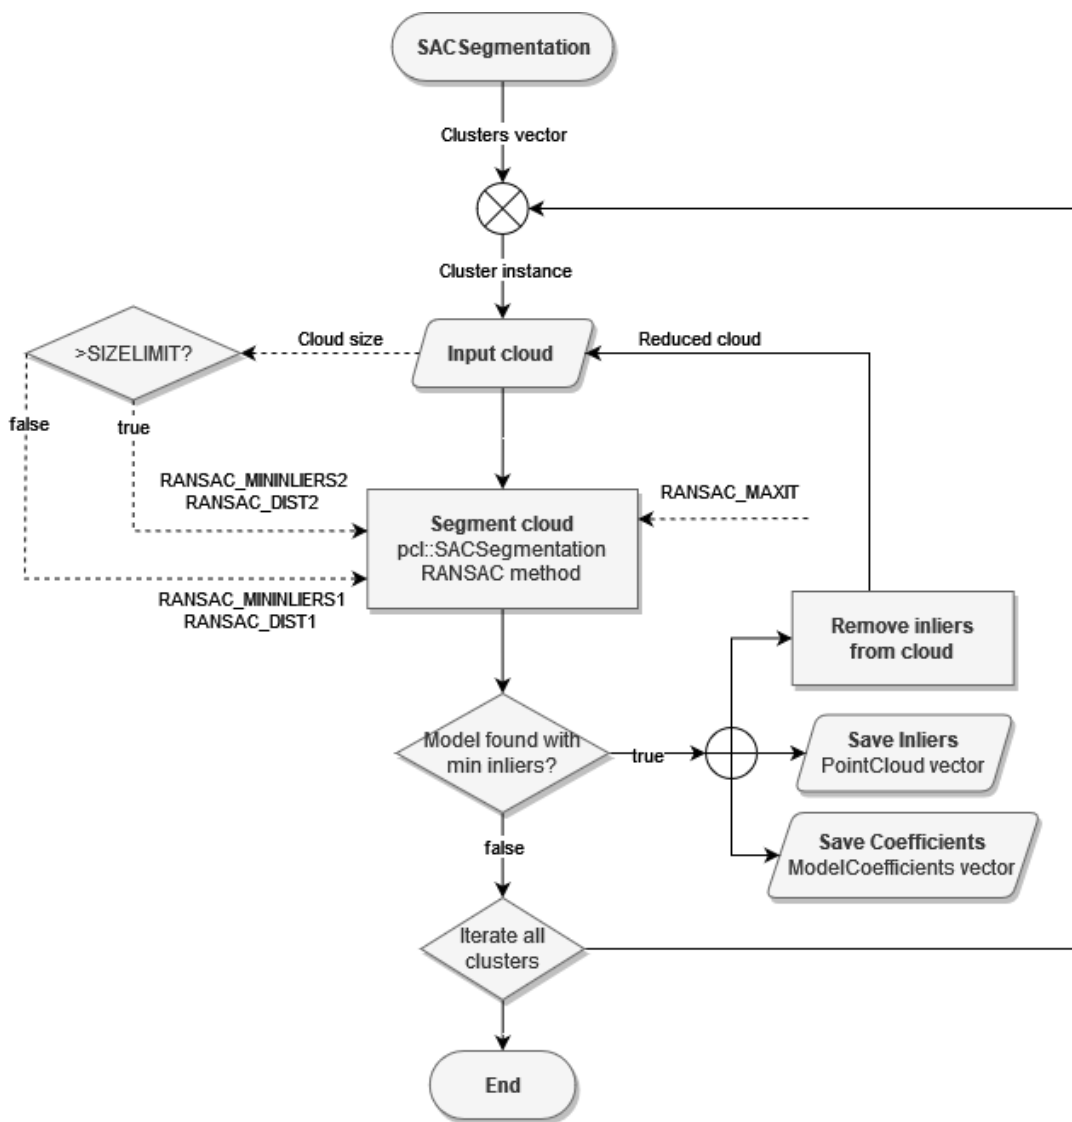 SACSegmentation
Clusters vector
Cluster instance
>SIZELIMIT?
Cloud size
Input cloud
Reduced cloud
false
true
RANSAC_MININLIERS2
RANSAC_DIST2
RANSAC_MAXIT
Segment cloud
pcl::SACSegmentation
RANSAC method
RANSAC_MININLIERS1
RANSAC_DIST1
Remove inliers
from cloud
Model found with
min inliers?
true
Save Inliers
PointCloud vector
Save Coefficients
ModelCoefficients vector
false
Iterate all
clusters
End